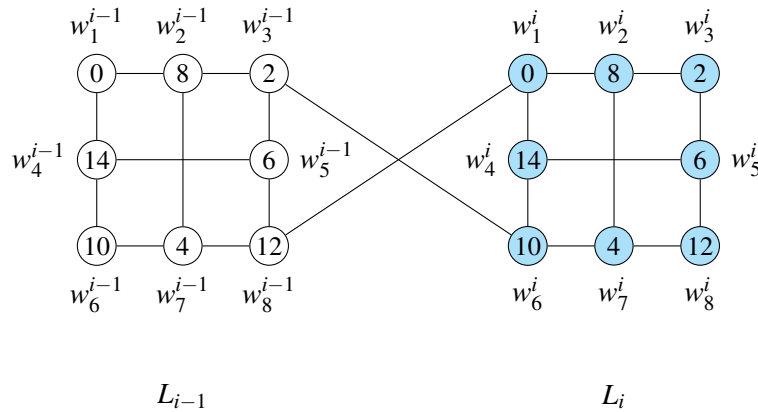 w_1^{i−1} w_2^{i−1} w_3^{i−1} w_1^i w_2^i w_3^i
0 8 2 0 8 2
w_4^{i−1} 14 6 w_5^{i−1} w_4^i 14 6 w_5^i
10 4 12 10 4 12
w_6^{i−1} w_7^{i−1} w_8^{i−1} w_6^i w_7^i w_8^i
L_{i−1} L_i